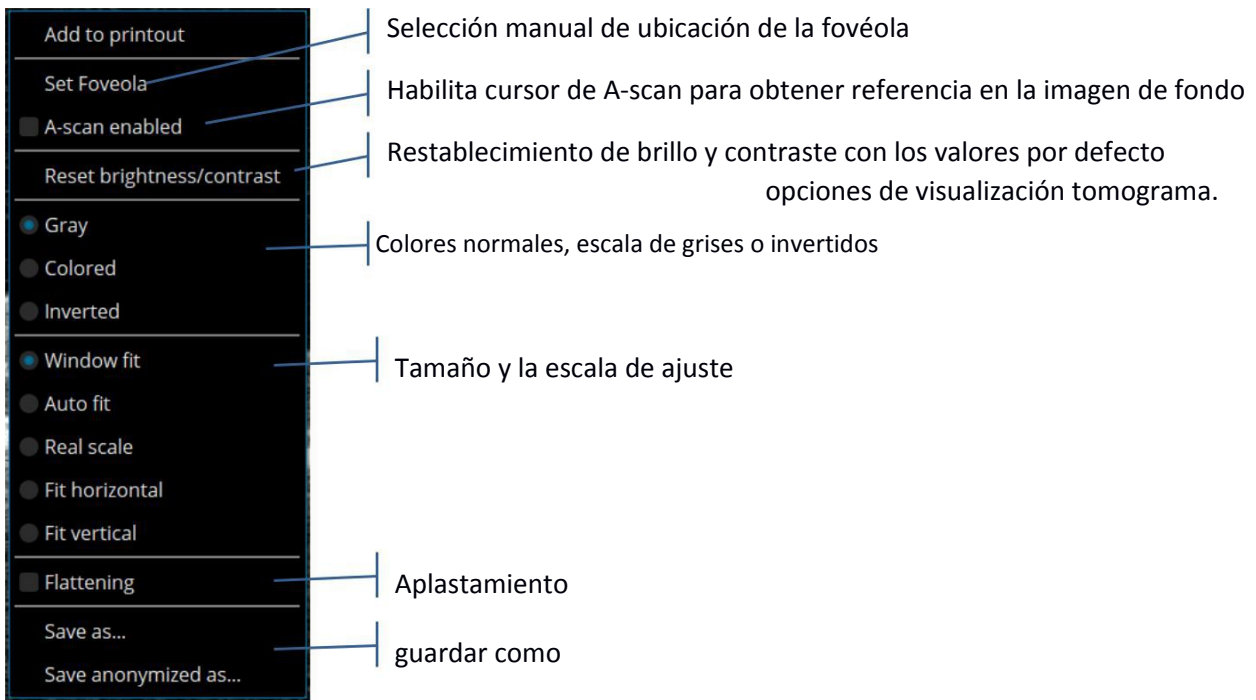 Add to printout
Set Foveola
A-scan enabled
Reset brightness/contrast
Gray
Colored
Inverted
Window fit
Auto fit
Real scale
Fit horizontal
Fit vertical
Flattening
Save as...
Save anonymized as...
Selección manual de ubicación de la fovéola
Habilita cursor de A-scan para obtener referencia en la imagen de fondo
Restablecimiento de brillo y contraste con los valores por defecto
opciones de visualización tomograma.
Colores normales, escala de grises o invertidos
Tamaño y la escala de ajuste
Aplastamiento
guardar como